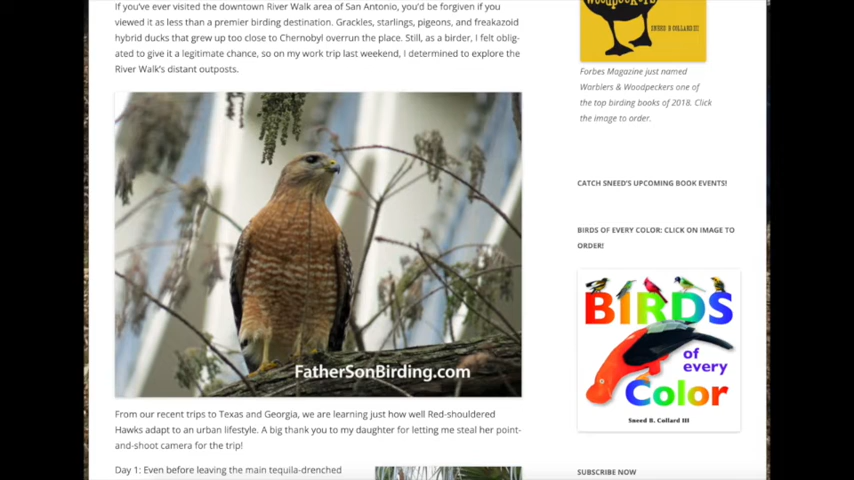 If you've ever visited the downtown River Walk area of San Antonio, you'd be forgiven if you
viewed it as less than a premier birding destination. Grackles, starlings, pigeons, and freakazoid
hybrid ducks that grew up too close to Chernobyl overrun the place. Still, as a birder, I felt oblig-
ated to give it a legitimate chance, so on my work trip last weekend, I determined to explore the
River Walk's distant outposts.
FatherSonBirding.com
From our recent trips to Texas and Georgia, we are learning just how well Red-shouldered
Hawks adapt to an urban lifestyle. A big thank you to my daughter for letting me steal her point-
and-shoot camera for the trip!
Day 1: Even before leaving the main tequila-drenched
Woodpeckers
SNEED B COLLARD III
Forbes Magazine just named
Warblers & Woodpeckers one of
the top birding books of 2018. Click
the image to order.
CATCH SNEED'S UPCOMING BOOK EVENTS!
BIRDS OF EVERY COLOR: CLICK ON IMAGE TO
ORDER!
BIRDS
of
every
Color
Sneed B. Collard III
SUBSCRIBE NOW